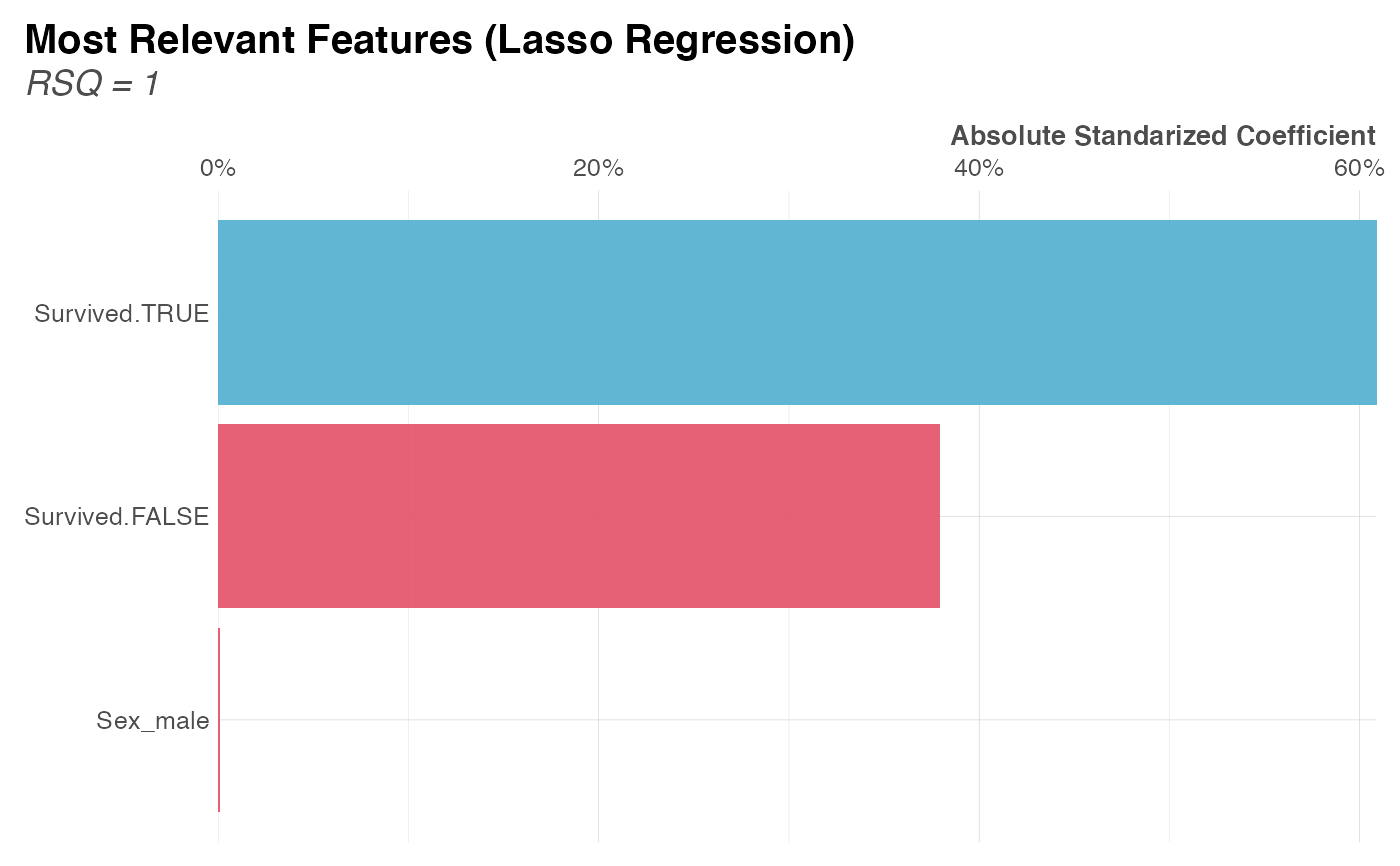 Most Relevant Features (Lasso Regression)
RSQ = 1
Absolute Standarized Coefficient
0% 20% 40% 60%
Survived.TRUE
Survived.FALSE
Sex_male